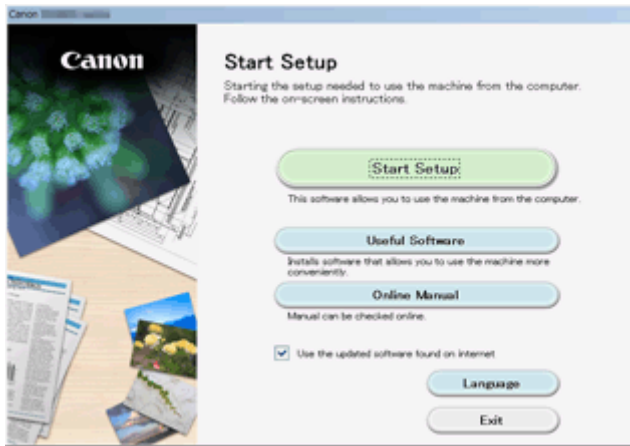 Canon
Canon
Start Setup
Starting the setup needed to use the machine from the computer.
Follow the on-screen instructions.
Start Setup
This software allows you to use the machine from the computer.
Useful Software
Installs software that allows you to use the machine more
conveniently.
Online Manual
Manual can be checked online.
Use the updated software found on internet
Language
Exit